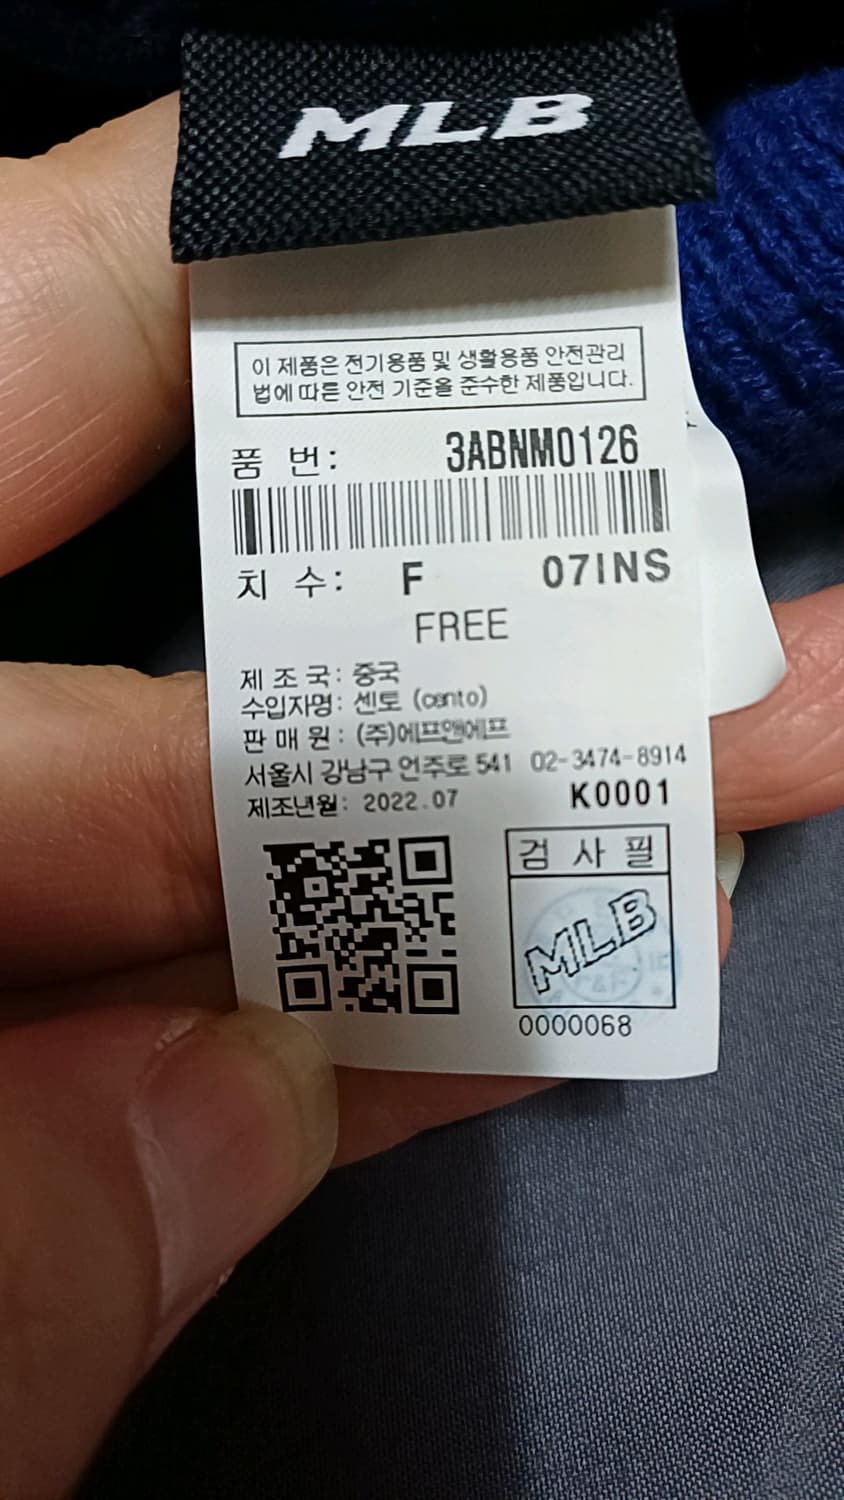 MLB
이 제품은 전기용품 및 생활용품 안전관리
법에 따른 안전 기준을 준수한 제품입니다.
품 번: 3ABNM0126
치 수: F 07INS
FREE
제 조 국: 중국
수입자명: 센토 (cento)
판 매 원: (주)에프앤에프
서울시 강남구 언주로 541 02-3474-8914
제조년월: 2022.07 K0001
검 사 필
MLB
0000068